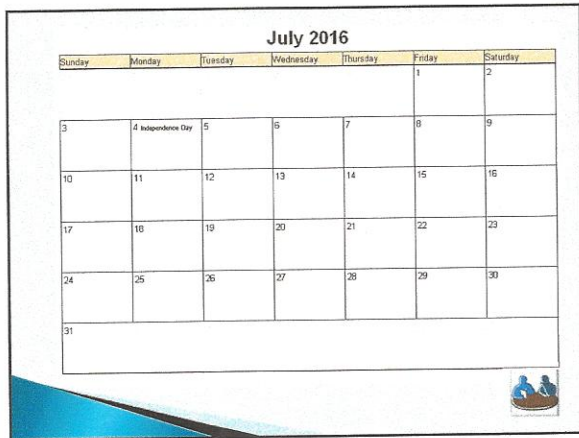 July 2016
Sunday Monday Tuesday Wednesday Thursday Friday Saturday
1 2
3 4 Independence Day 5 6 7 8 9
10 11 12 13 14 15 16
17 18 19 20 21 22 23
24 25 26 27 28 29 30
31